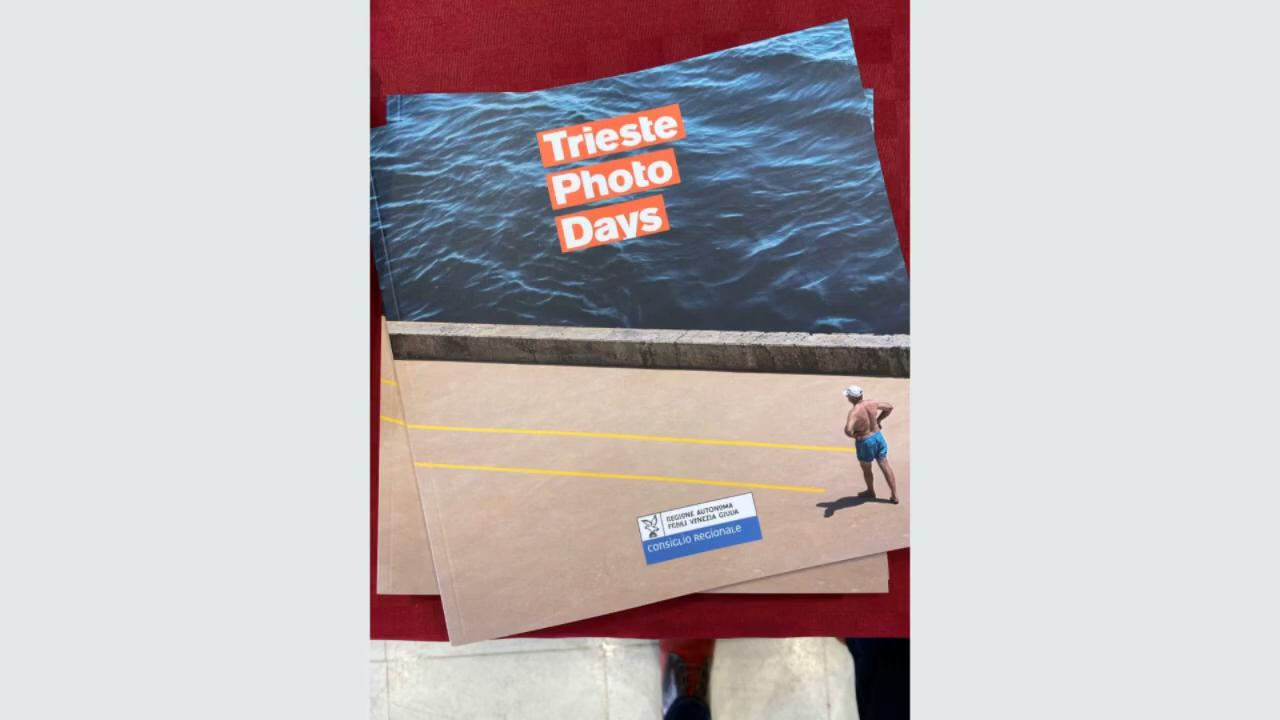 Trieste
Photo
Days
REGIONE AUTONOMA
FRIULI VENEZIA GIULIA
CONSIGLIO REGIONALE